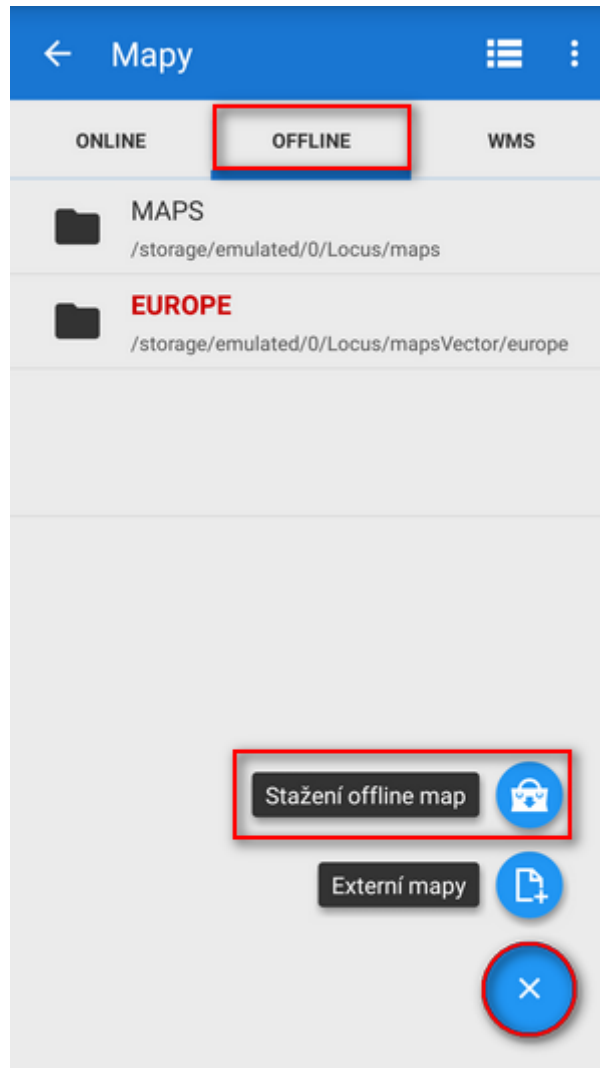 Mapy
ONLINE OFFLINE WMS
MAPS
/storage/emulated/0/Locus/maps
EUROPE
/storage/emulated/0/Locus/mapsVector/europe
Stažení offline map
Externí mapy